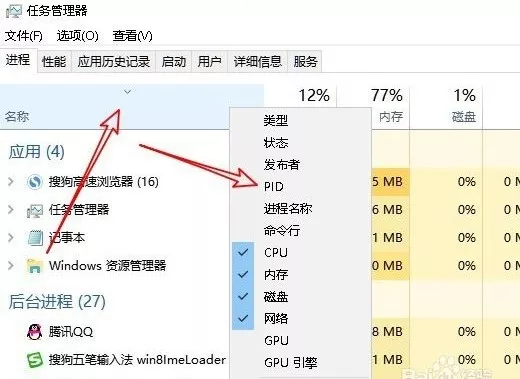 任务管理器
文件(F) 选项(O) 查看(V)
进程 性能 应用历史记录 启动 用户 详细信息 服务
12% 77% 1%
名称 内存 磁盘
类型
状态
应用 (4)
发布者
搜狗高速浏览器 (16) PID 5 MB 0% 0 M
任务管理器 进程名称 6 MB 0% 0 M
记事本 命令行 1 MB 0% 0 M
CPU
Windows 资源管理器 0 MB 0% 0 M
内存
后台进程 (27) 磁盘
网络
腾讯QQ 8 MB 0% 0 M
GPU
搜狗五笔输入法 win8ImeLoader GPU 引擎 1 MB 0%